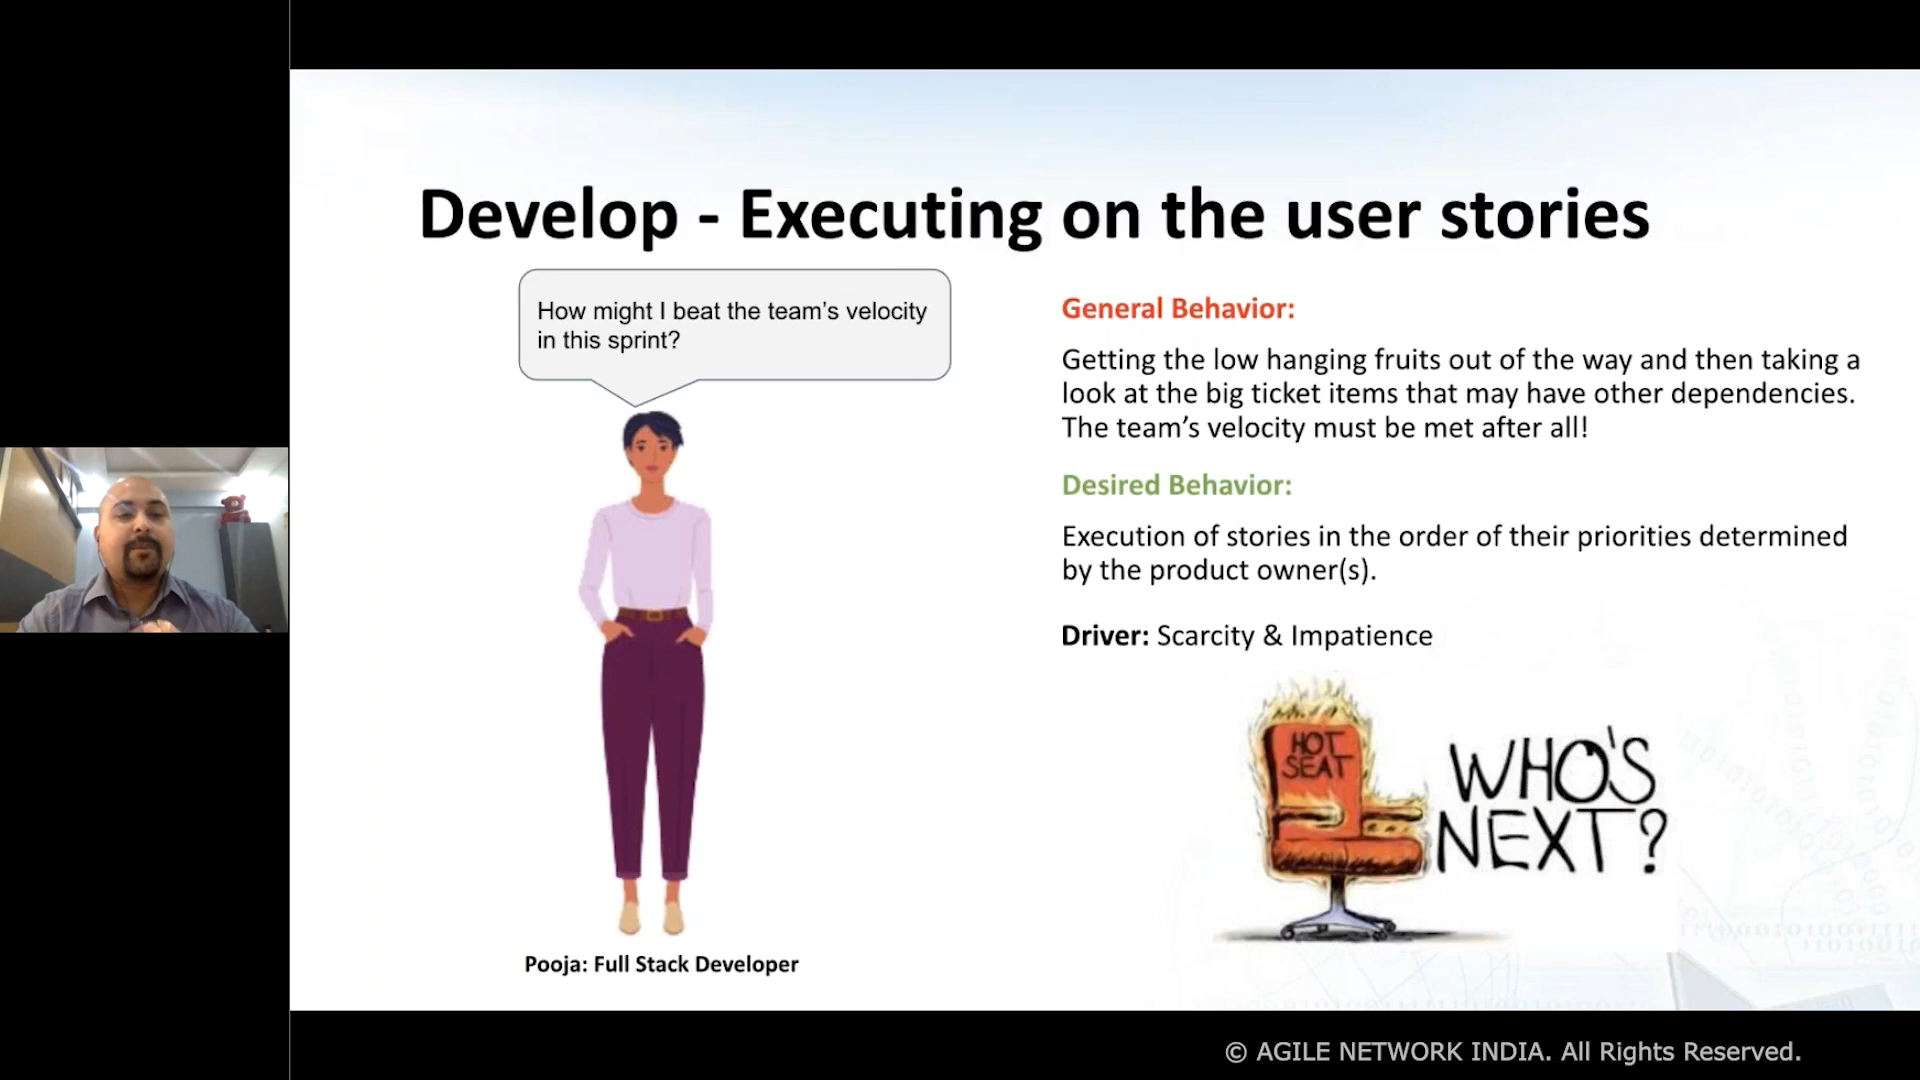 Develop - Executing on the user stories
How might I beat the team's velocity
in this sprint?
General Behavior:
Getting the low hanging fruits out of the way and then taking a
look at the big ticket items that may have other dependencies.
The team's velocity must be met after all!
Desired Behavior:
Execution of stories in the order of their priorities determined
by the product owner(s).
Driver: Scarcity & Impatience
HOT
SEAT
WHO'S
NEXT?
Pooja: Full Stack Developer
© AGILE NETWORK INDIA. All Rights Reserved.